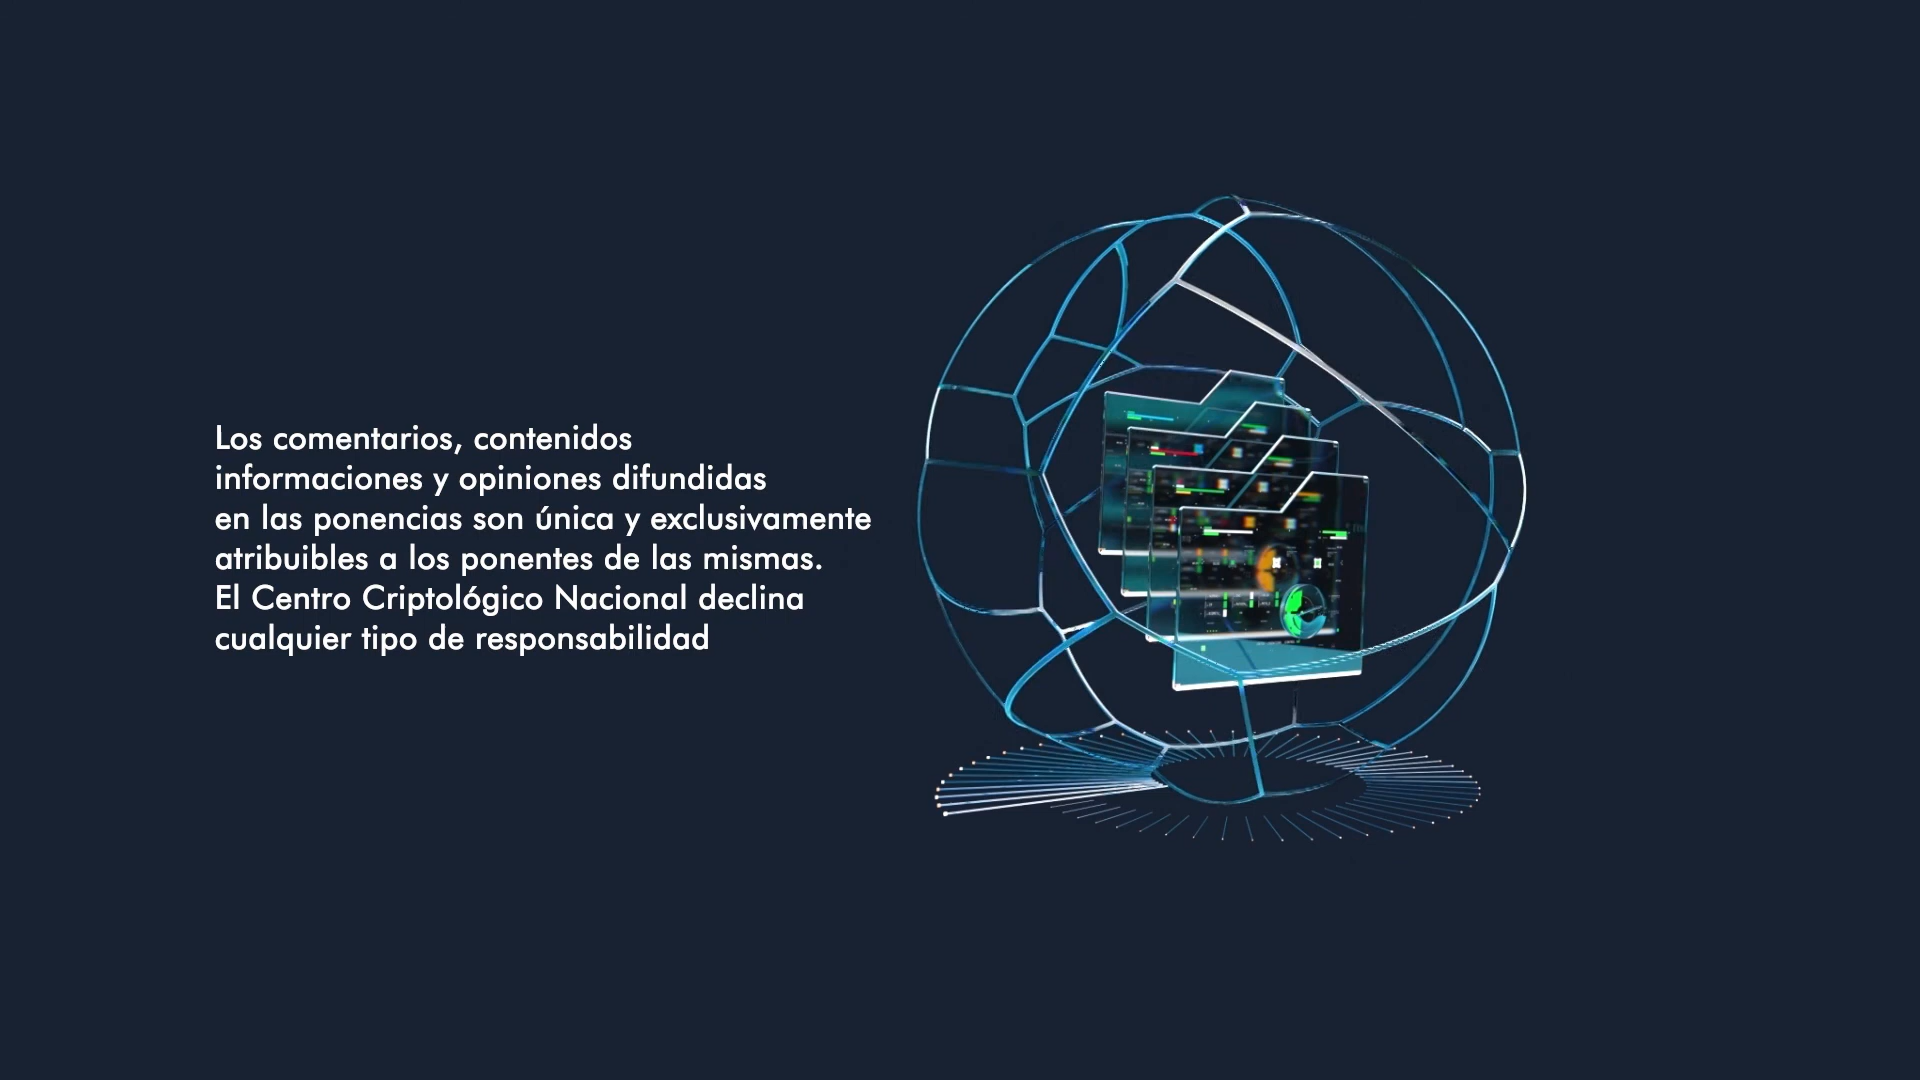 Los comentarios, contenidos
informaciones y opiniones difundidas
en las ponencias son única y exclusivamente
atribuibles a los ponentes de las mismas.
El Centro Criptológico Nacional declina
cualquier tipo de responsabilidad